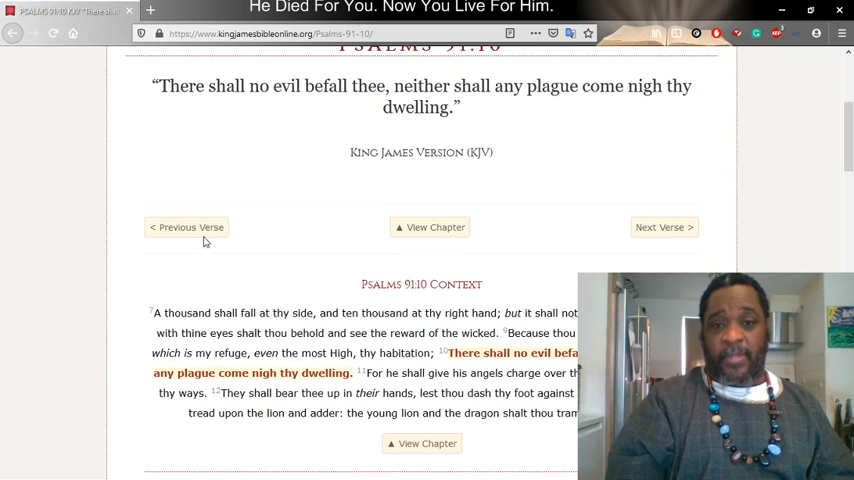 He Died For You. Now You Live For Him.
PSALMS 91:10 KJV "There shal
https://www.kingjamesbibleonline.org/Psalms-91-10/
PSALMS 91:10
“There shall no evil befall thee, neither shall any plague come nigh thy
dwelling.”
King James Version (KJV)
< Previous Verse
▲ View Chapter
Next Verse >
Psalms 91:10 Context
7A thousand shall fall at thy side, and ten thousand at thy right hand; but it shall not
with thine eyes shalt thou behold and see the reward of the wicked. 9Because thou
which is my refuge, even the most High, thy habitation; 10There shall no evil befa
any plague come nigh thy dwelling. 11For he shall give his angels charge over th
thy ways. 12They shall bear thee up in their hands, lest thou dash thy foot against
tread upon the lion and adder: the young lion and the dragon shalt thou tram
▲ View Chapter